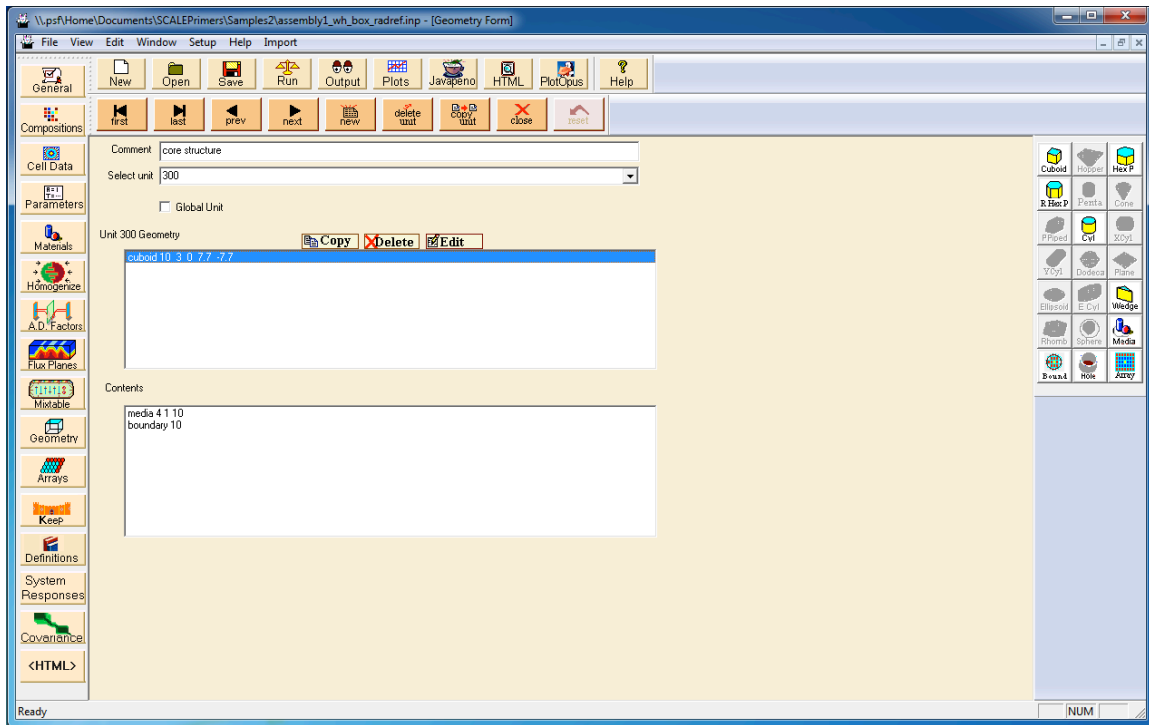 \\.psf\Home\Documents\SCALEPrimers\Samples2\assembly1_wh_box_radref.inp - [Geometry Form]
File View Edit Window Setup Help Import
General
New Open Save Run Output Plots Javapeno HTML PlotOpus Help
Compositions
first last prev next new delete unit copy unit close reset
Cell Data
Parameters
Materials
Homogenize
A.D. Factors
Flux Planes
Mixtable
Geometry
Arrays
Keep
Definitions
System
Responses
Covariance
<HTML>
Comment core structure
Select unit 300
Global Unit
Unit 300 Geometry
Copy Delete Edit
cuboid 10 3 0 7.7 -7.7
Contents
media 4 1 10
boundary 10
Cuboid Hopper Hex P
R Hex P Penta Cone
P Piped Cyl XCyl
YCyl Dodeca Plane
Ellipsoid E Cyl Wedge
Rhomb Sphere Media
Bound Hole Array
Ready
NUM